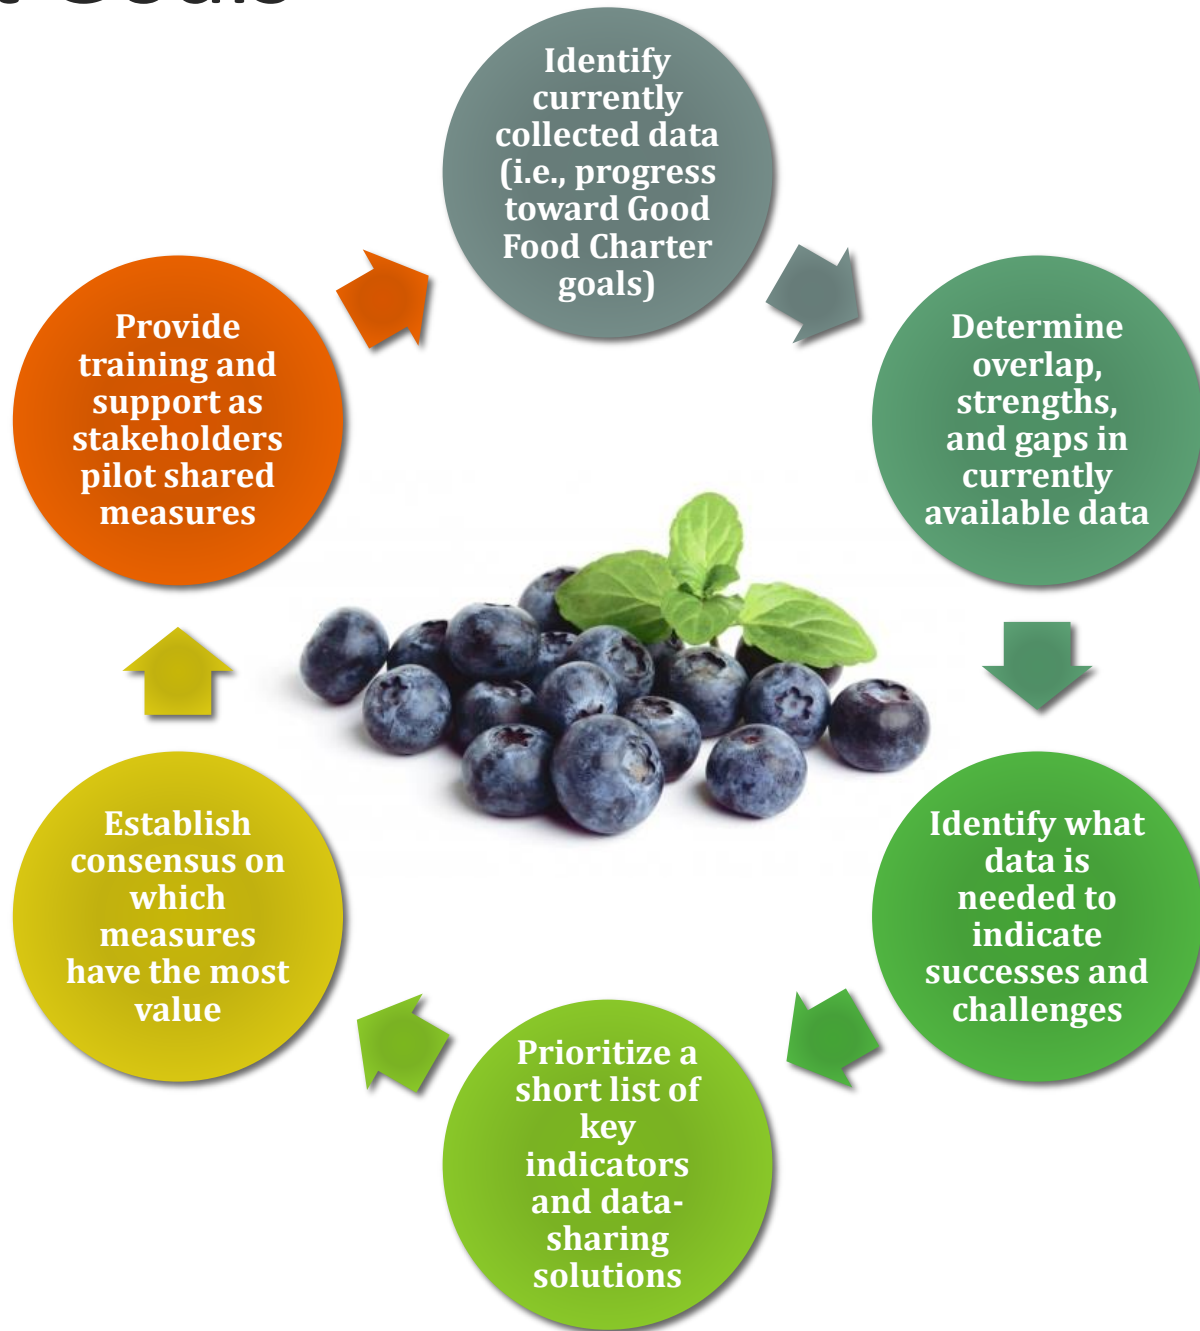 Identify
currently
collected data
(i.e., progress
toward Good
Food Charter
goals)
Determine
overlap,
strengths,
and gaps in
currently
available data
Identify what
data is
needed to
indicate
successes and
challenges
Prioritize a
short list of
key
indicators
and data-
sharing
solutions
Establish
consensus on
which
measures
have the most
value
Provide
training and
support as
stakeholders
pilot shared
measures